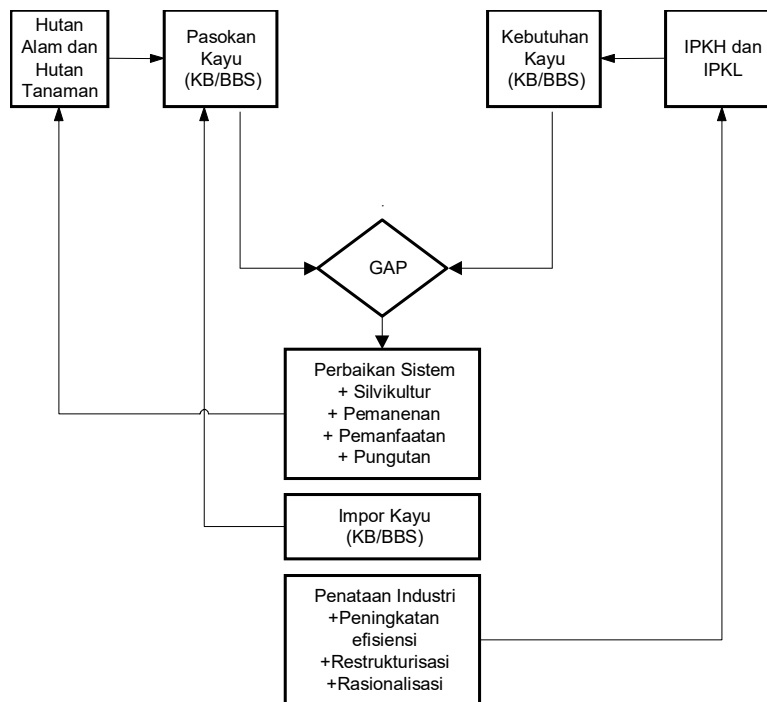 Hutan
Alam dan
Hutan
Tanaman
Pasokan
Kayu
(KB/BBS)
Kebutuhan
Kayu
(KB/BBS)
IPKH dan
IPKL
GAP
Perbaikan Sistem
+ Silvikultur
+ Pemanenan
+ Pemanfaatan
+ Pungutan
Impor Kayu
(KB/BBS)
Penataan Industri
+Peningkatan
efisiensi
+Restrukturisasi
+Rasionalisasi